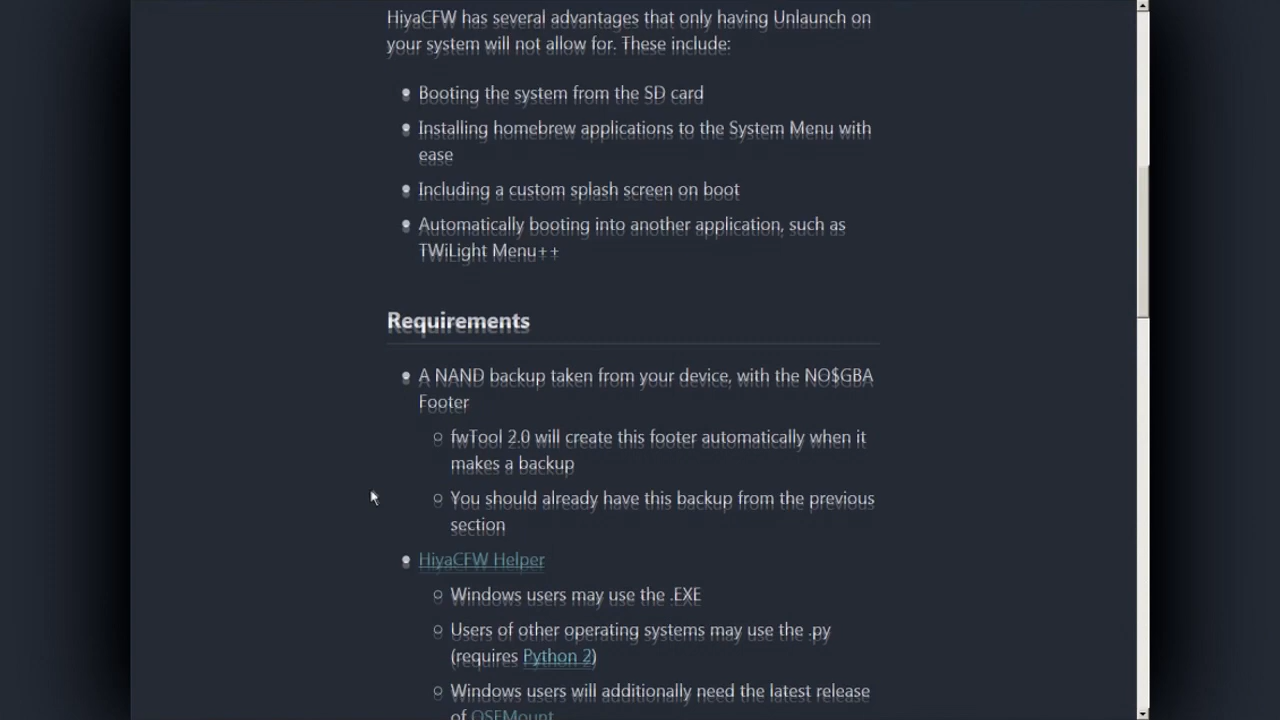 HiyaCFW has several advantages that only having Unlaunch on
your system will not allow for. These include:
Booting the system from the SD card
Installing homebrew applications to the System Menu with
ease
Including a custom splash screen on boot
Automatically booting into another application, such as
TWiLight Menu++
Requirements
A NAND backup taken from your device, with the NO$GBA
Footer
fwTool 2.0 will create this footer automatically when it
makes a backup
You should already have this backup from the previous
section
HiyaCFW Helper
Windows users may use the .EXE
Users of other operating systems may use the .py
(requires Python 2)
Windows users will additionally need the latest release
of OSFMount